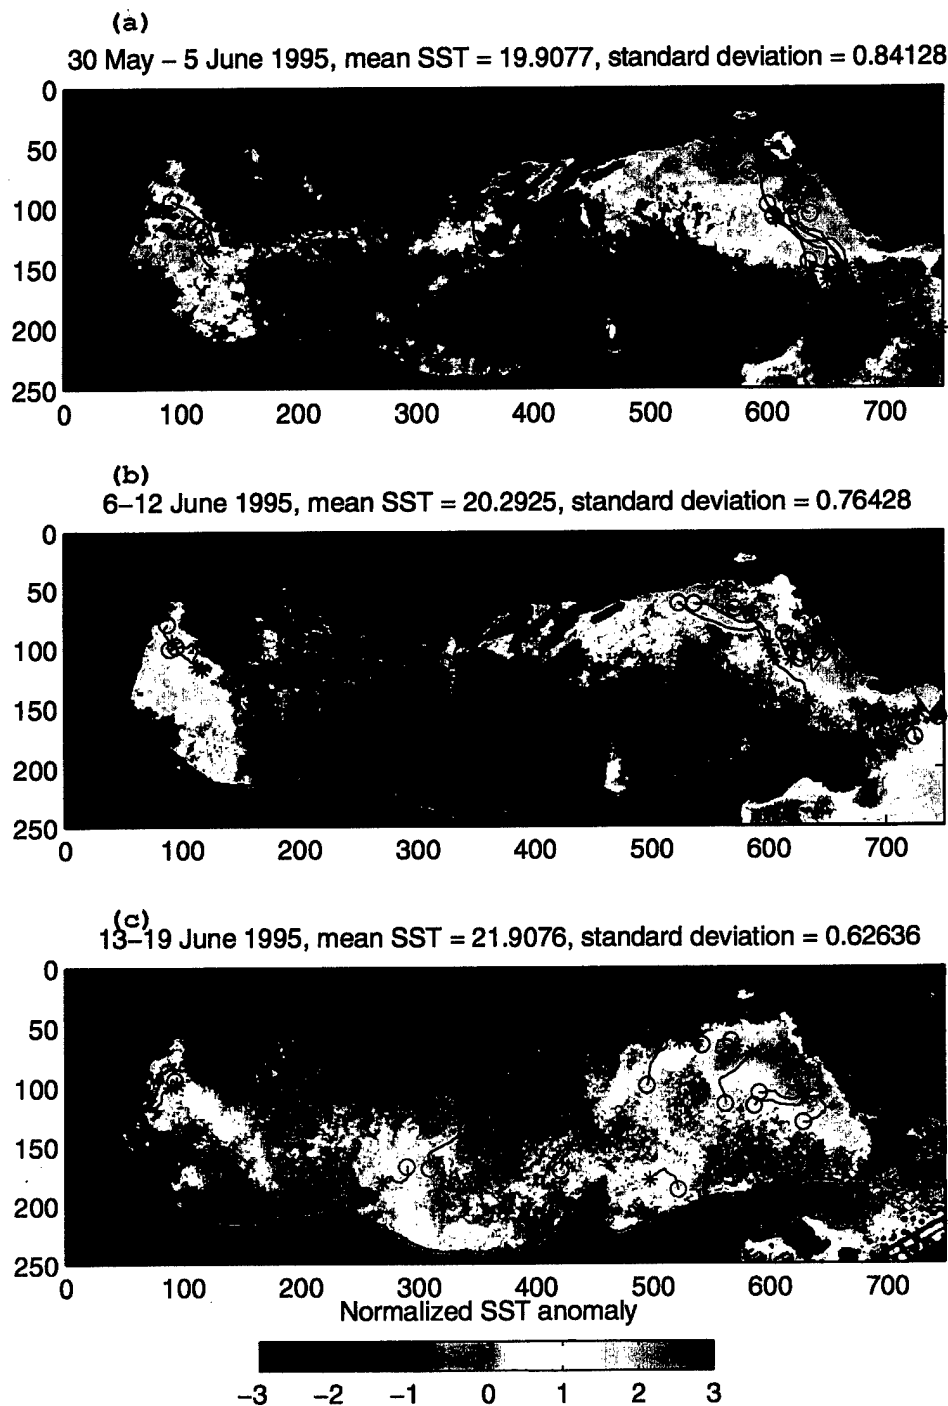 (a)
30 May – 5 June 1995, mean SST = 19.9077, standard deviation = 0.84128
0
50
100
150
200
250
0 100 200 300 400 500 600 700
(b)
6–12 June 1995, mean SST = 20.2925, standard deviation = 0.76428
0
50
100
150
200
250
0 100 200 300 400 500 600 700
(c)
13–19 June 1995, mean SST = 21.9076, standard deviation = 0.62636
0
50
100
150
200
250
0 100 200 300 400 500 600 700
Normalized SST anomaly
−3 −2 −1 0 1 2 3